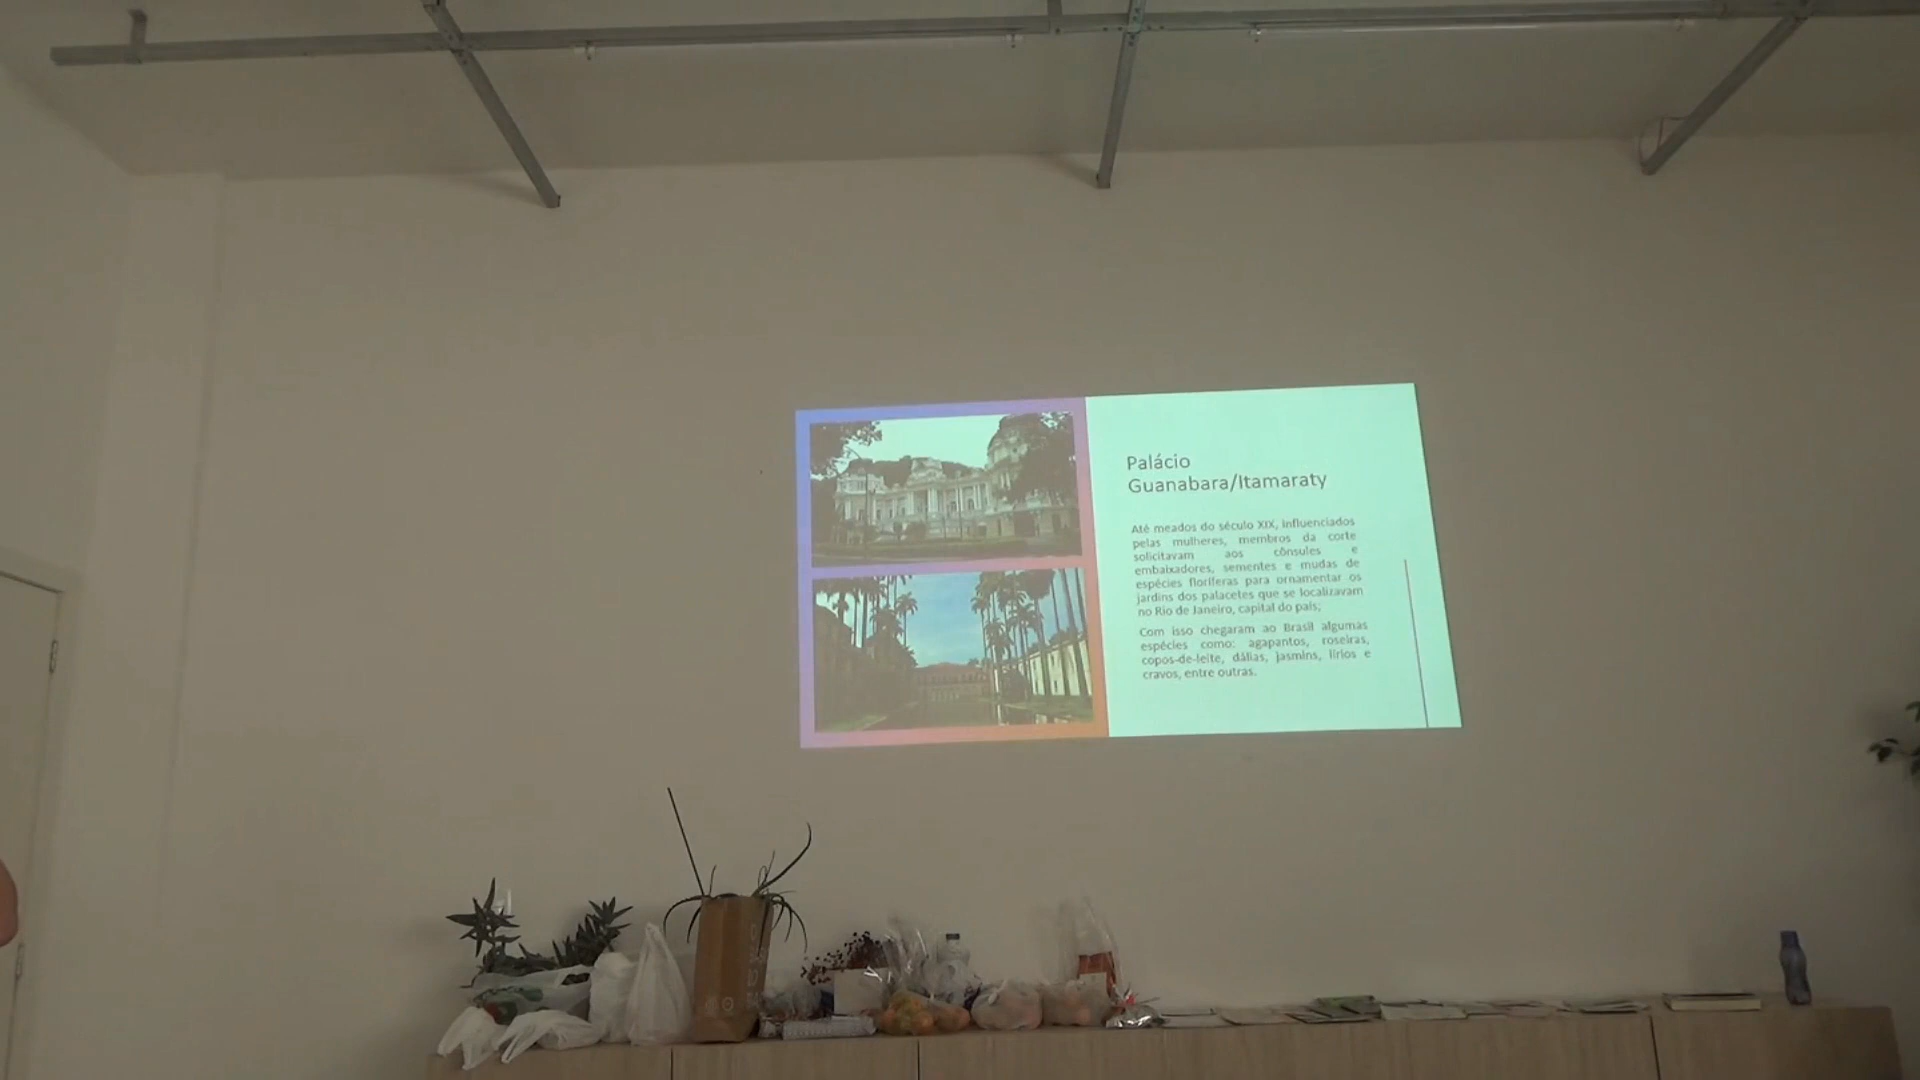 Palácio
Guanabara/Itamaraty
Até meados do século XIX, influenciados
pelas mulheres, membros da corte
solicitavam aos cônsules e
embaixadores, sementes e mudas de
espécies floríferas para ornamentar os
jardins dos palacetes que se localizavam
no Rio de Janeiro, capital do país;
Com isso chegaram ao Brasil algumas
espécies como: agapantos, roseiras,
copos-de-leite, dálias, jasmins, lírios e
cravos, entre outras.